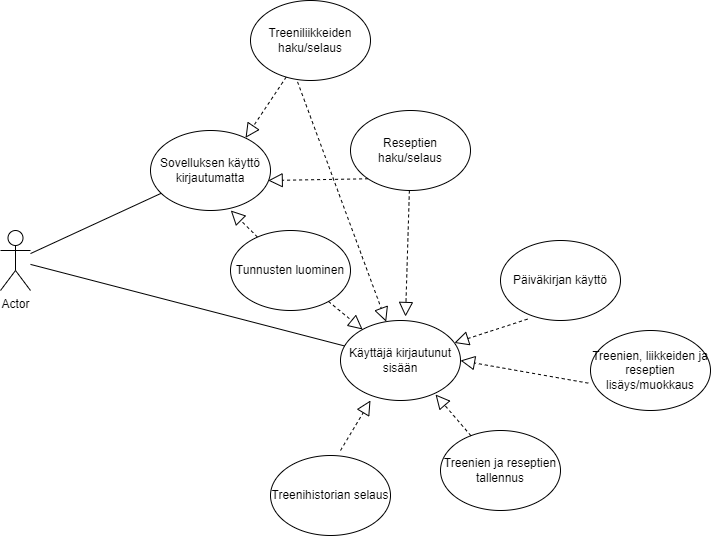 Treeniliikkeiden
haku/selaus
Sovelluksen käyttö
kirjautumatta
Reseptien
haku/selaus
Actor
Tunnusten luominen
Päiväkirjan käyttö
Käyttäjä kirjautunut
sisään
Treenien, liikkeiden ja
reseptien
lisäys/muokkaus
Treenihistorian selaus
Treenien ja reseptien
tallennus